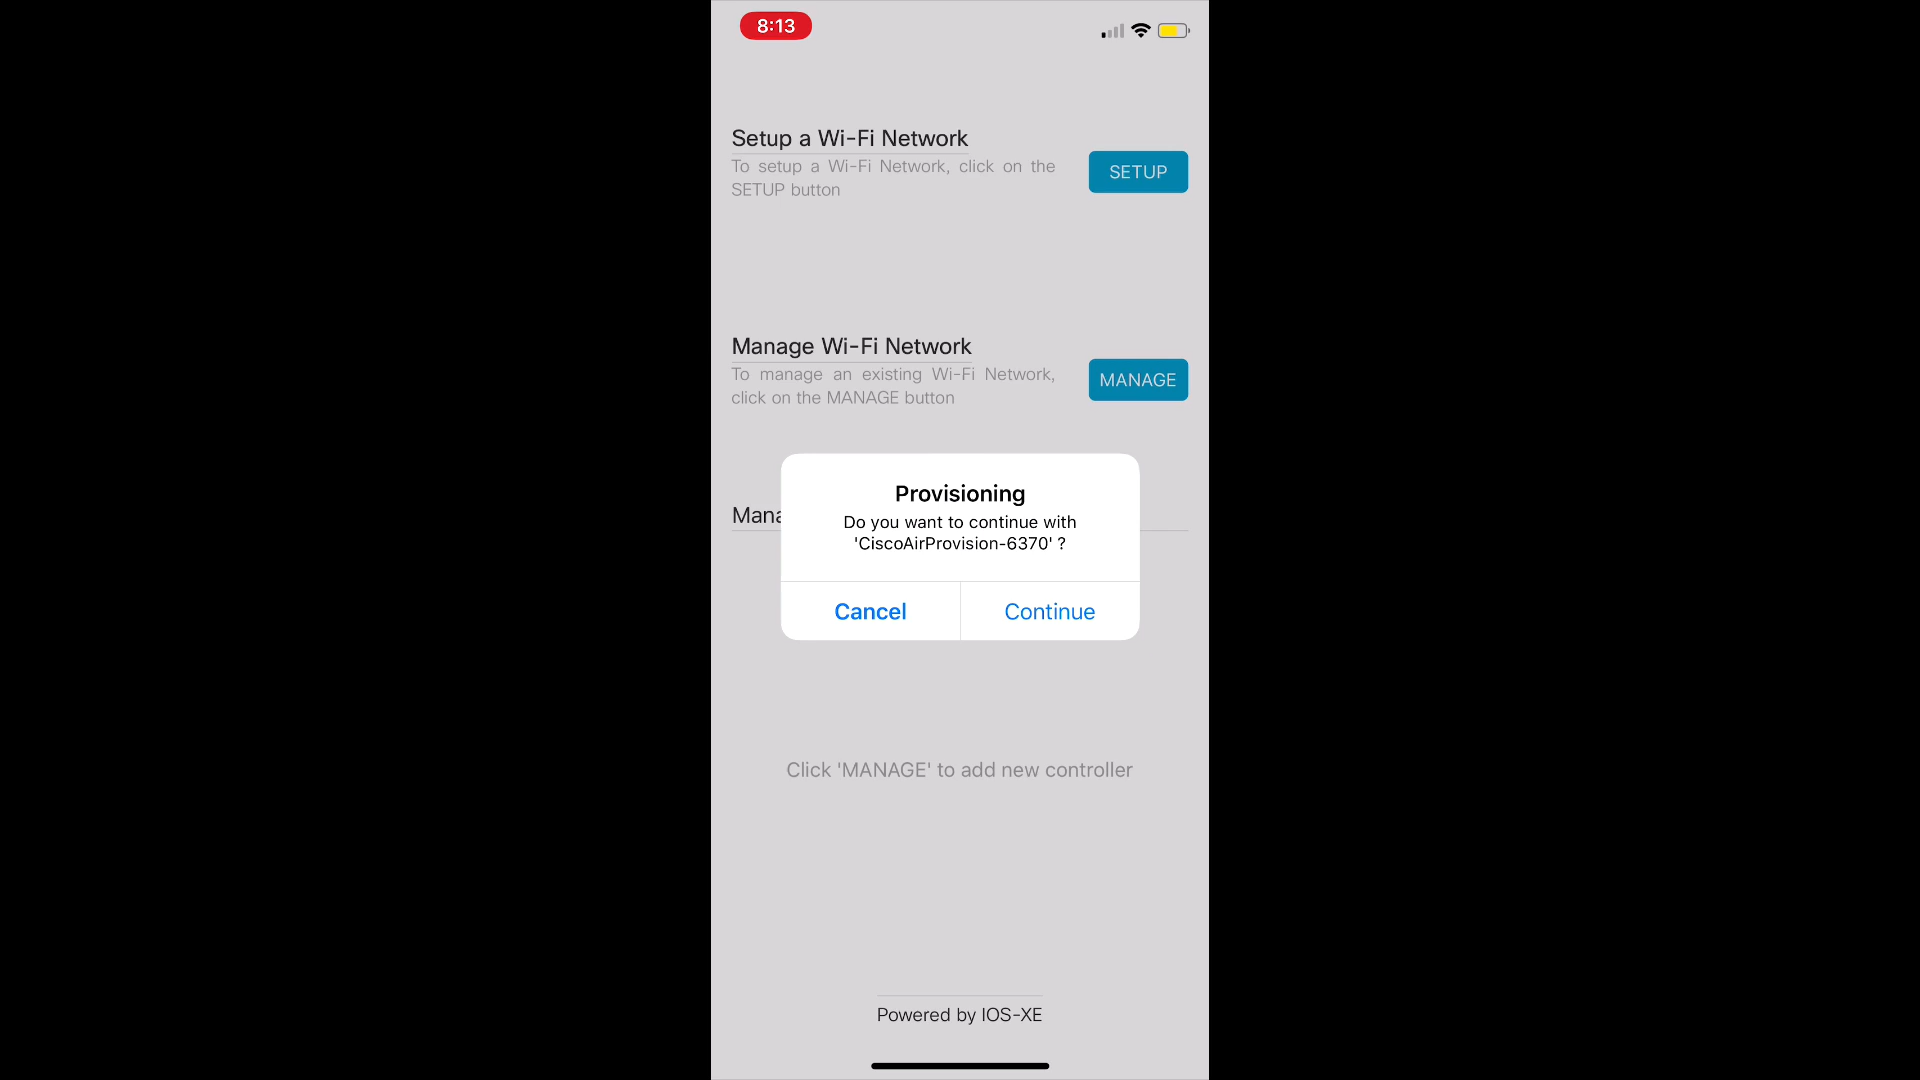 8:13
Setup a Wi-Fi Network
To setup a Wi-Fi Network, click on the
SETUP button
SETUP
Manage Wi-Fi Network
To manage an existing Wi-Fi Network,
click on the MANAGE button
MANAGE
Mana
Provisioning
Do you want to continue with
'CiscoAirProvision-6370' ?
Cancel
Continue
Click 'MANAGE' to add new controller
Powered by IOS-XE